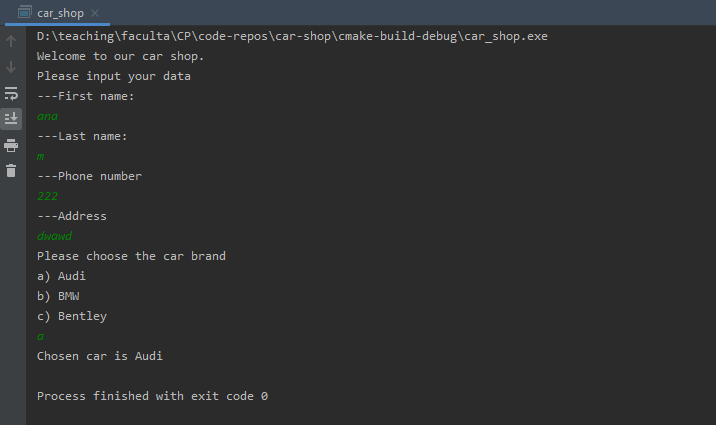 car_shop
D:\teaching\faculta\CP\code-repos\car-shop\cmake-build-debug\car_shop.exe
Welcome to our car shop.
Please input your data
---First name:
ana
---Last name:
m
---Phone number
222
---Address
dwawd
Please choose the car brand
a) Audi
b) BMW
c) Bentley
a
Chosen car is Audi
Process finished with exit code 0